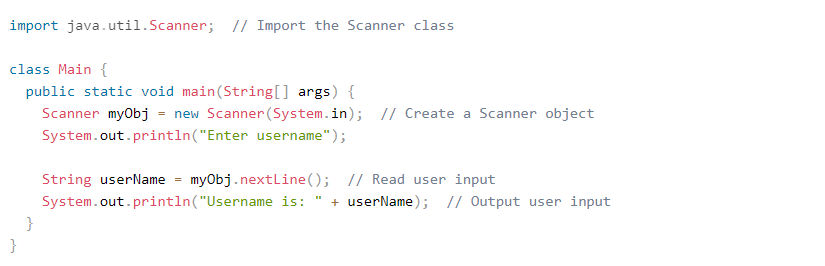 import java.util.Scanner;  // Import the Scanner class

class Main {
  public static void main(String[] args) {
    Scanner myObj = new Scanner(System.in);  // Create a Scanner object
    System.out.println("Enter username");

    String userName = myObj.nextLine();  // Read user input
    System.out.println("Username is: " + userName);  // Output user input
  }
}